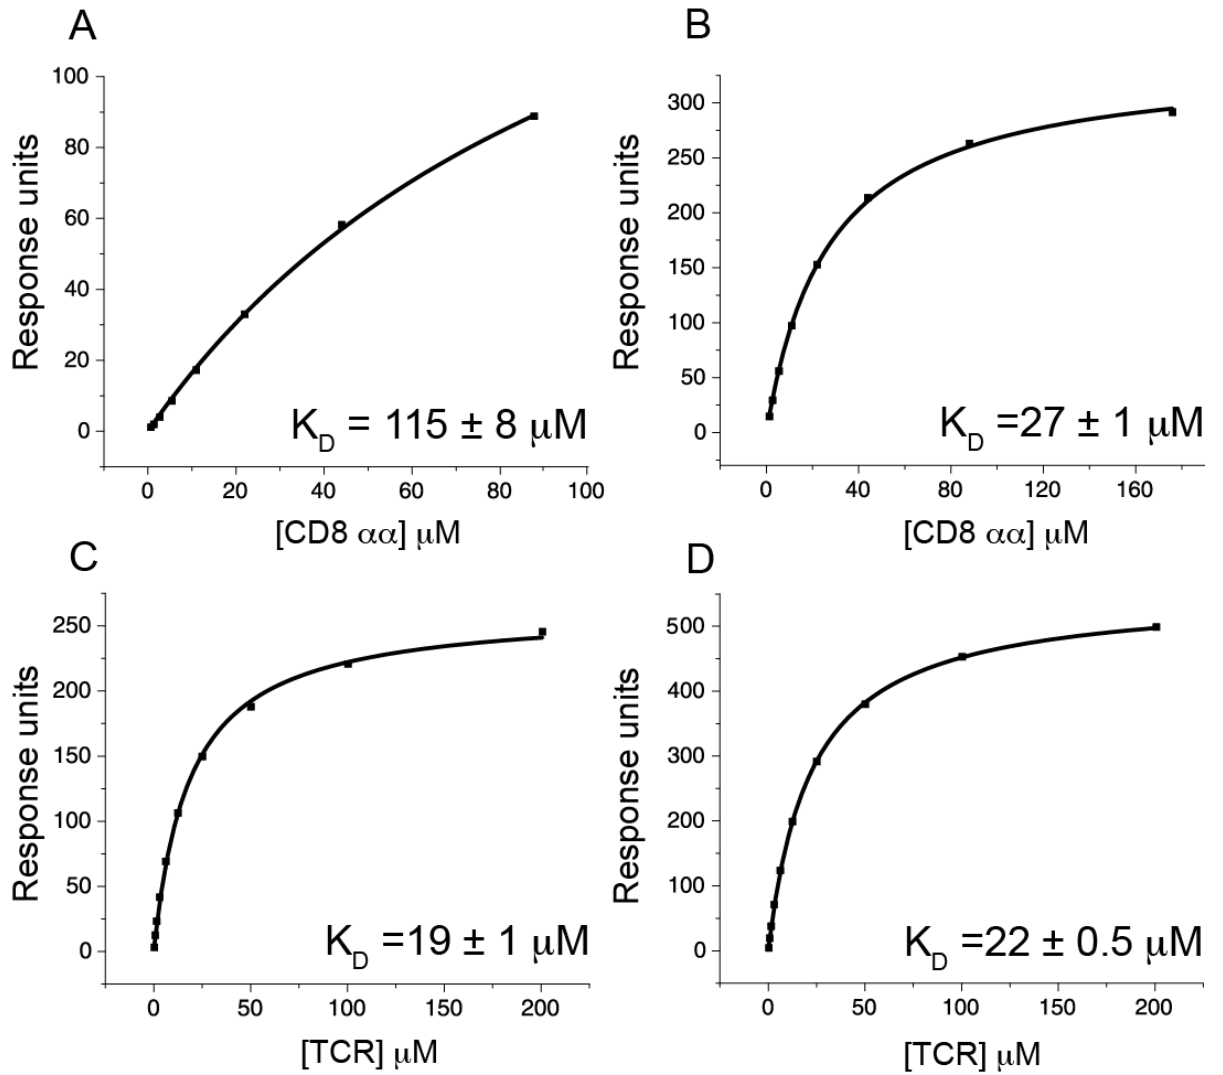 A
100
80
60
40
20
0
Response units
K_D = 115 ± 8 μM
0 20 40 60 80 100
[CD8 αα] μM
B
300
250
200
150
100
50
0
Response units
K_D =27 ± 1 μM
0 40 80 120 160
[CD8 αα] μM
C
250
200
150
100
50
0
Response units
K_D =19 ± 1 μM
0 50 100 150 200
[TCR] μM
D
500
400
300
200
100
0
Response units
K_D =22 ± 0.5 μM
0 50 100 150 200
[TCR] μM